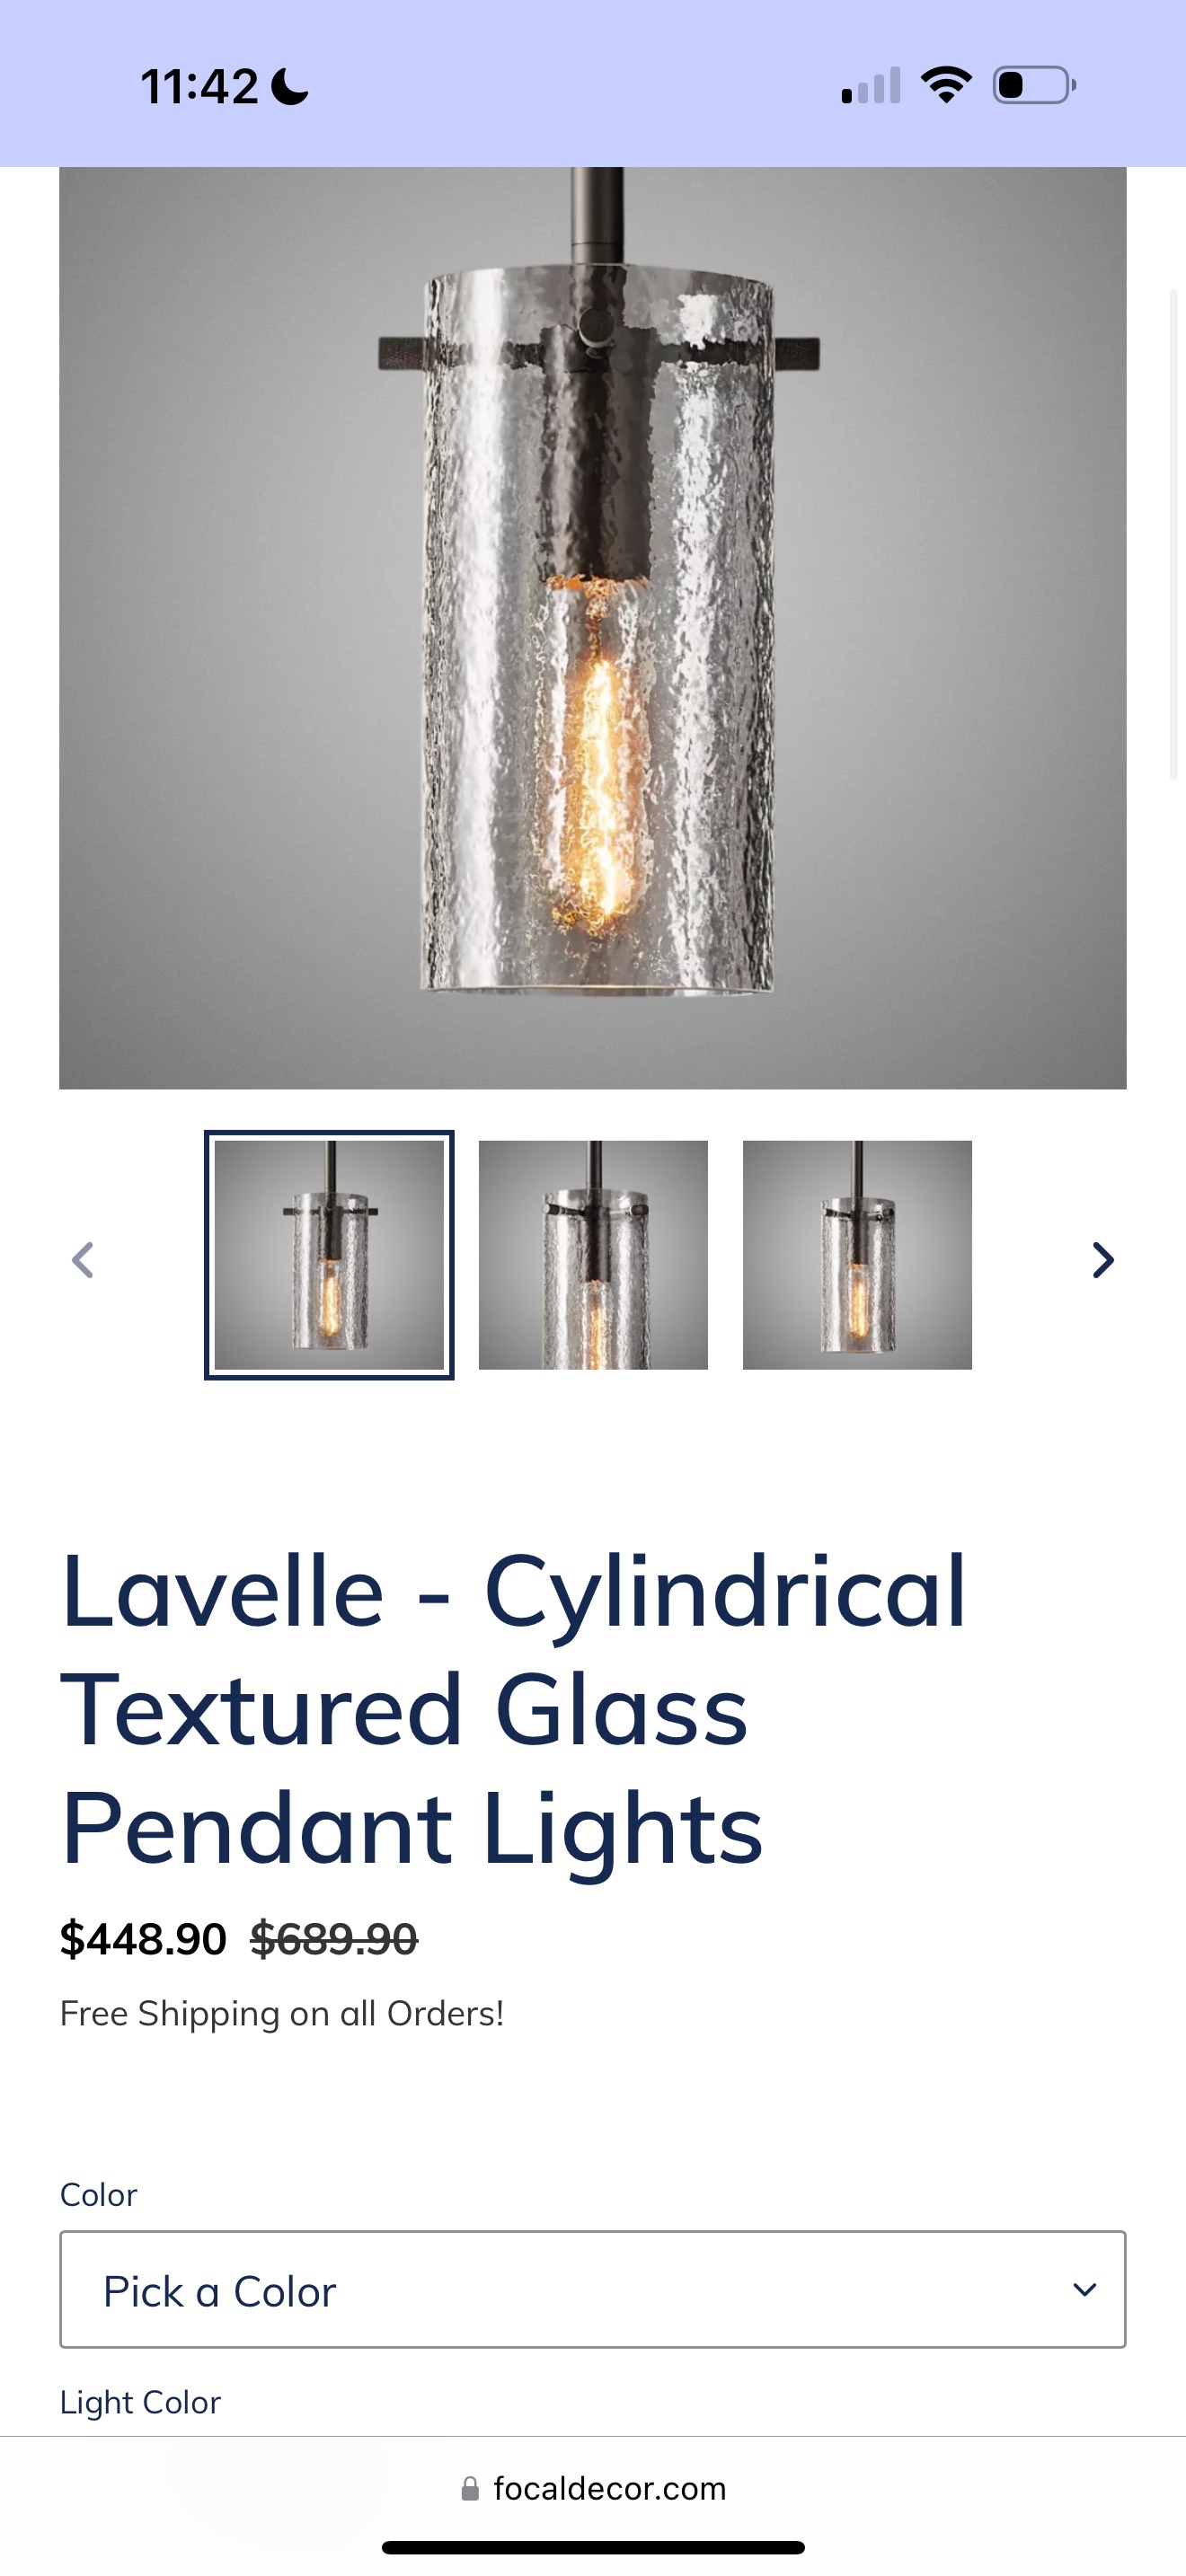 11:42
Lavelle - Cylindrical
Textured Glass
Pendant Lights
$448.90 $689.90
Free Shipping on all Orders!
Color
Pick a Color
Light Color
focaldecor.com